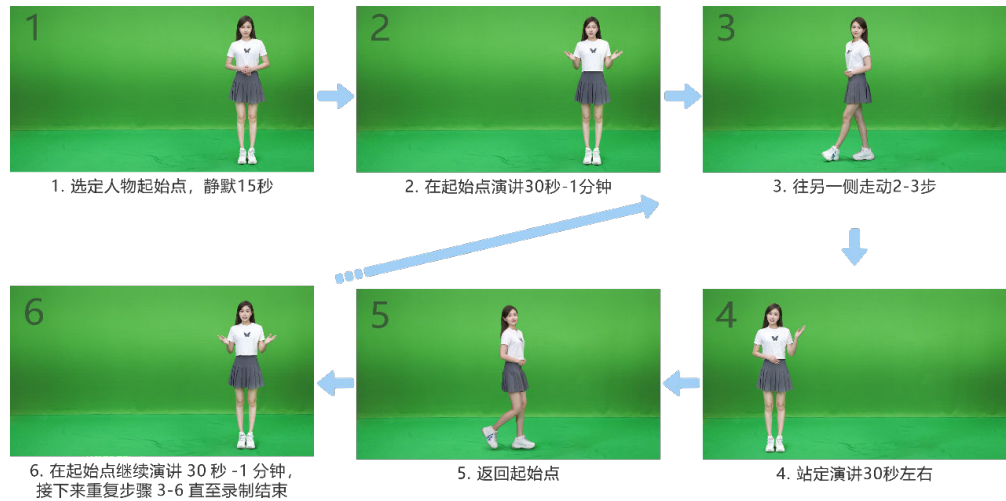 1
1. 选定人物起始点，静默15秒
2
2. 在起始点演讲30秒-1分钟
3
3. 往另一侧走动2-3步
4
4. 站定演讲30秒左右
5
5. 返回起始点
6
6. 在起始点继续演讲 30 秒 -1 分钟，
接下来重复步骤 3-6 直至录制结束